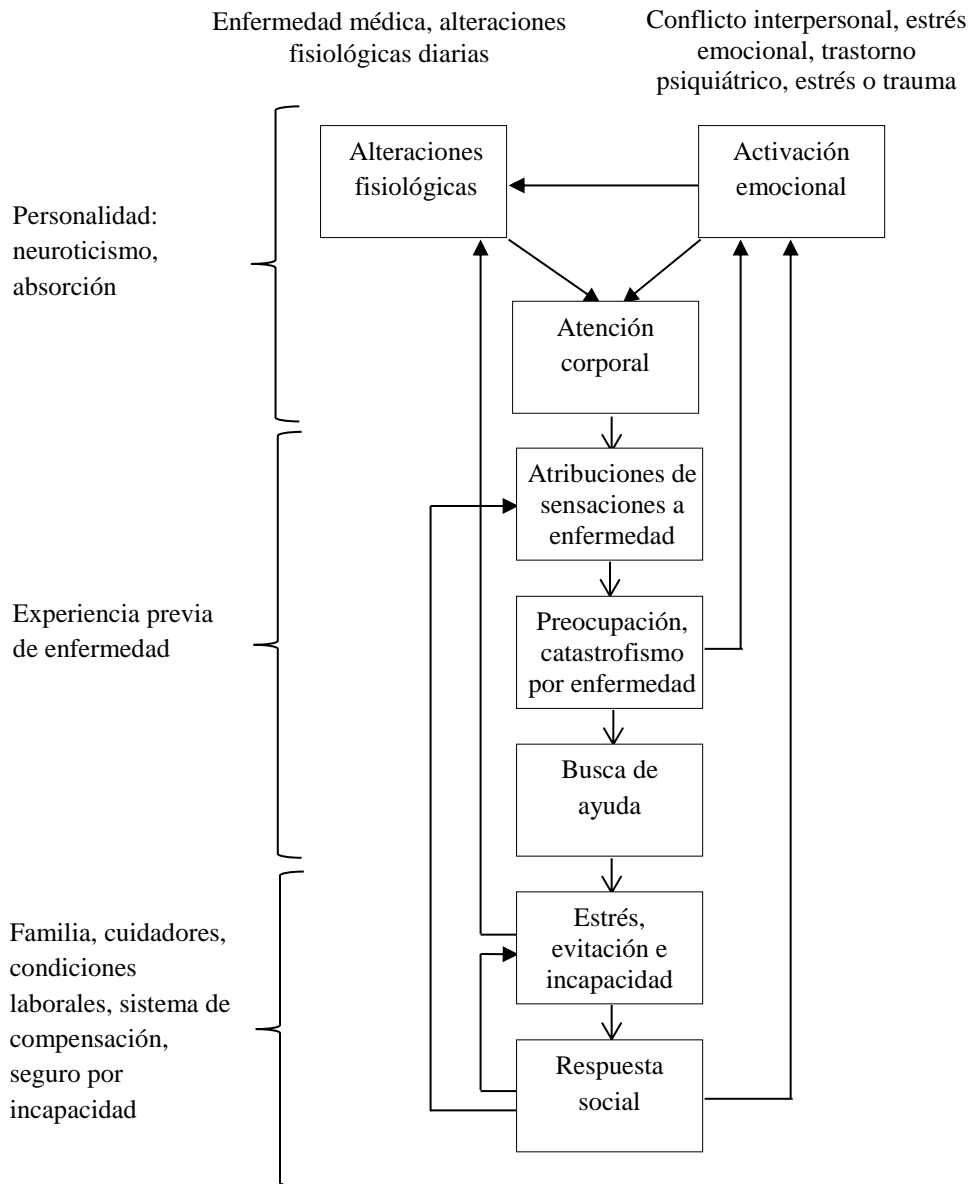 Enfermedad médica, alteraciones
fisiológicas diarias
Conflicto interpersonal, estrés
emocional, trastorno
psiquiátrico, estrés o trauma
Alteraciones
fisiológicas
Activación
emocional
Personalidad:
neuroticismo,
absorción
Atención
corporal
Atribuciones de
sensaciones a
enfermedad
Experiencia previa
de enfermedad
Preocupación,
catastrofismo
por enfermedad
Busca de
ayuda
Estrés,
evitación e
incapacidad
Familia, cuidadores,
condiciones
laborales, sistema de
compensación,
seguro por
incapacidad
Respuesta
social